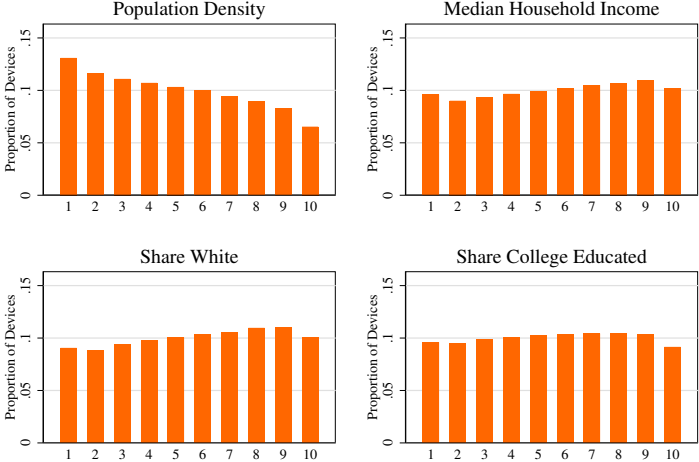 Population Density
Proportion of Devices
0 .05 .1 .15
1 2 3 4 5 6 7 8 9 10
Median Household Income
Proportion of Devices
0 .05 .1 .15
1 2 3 4 5 6 7 8 9 10
Share White
Proportion of Devices
0 .05 .1 .15
1 2 3 4 5 6 7 8 9 10
Share College Educated
Proportion of Devices
0 .05 .1 .15
1 2 3 4 5 6 7 8 9 10